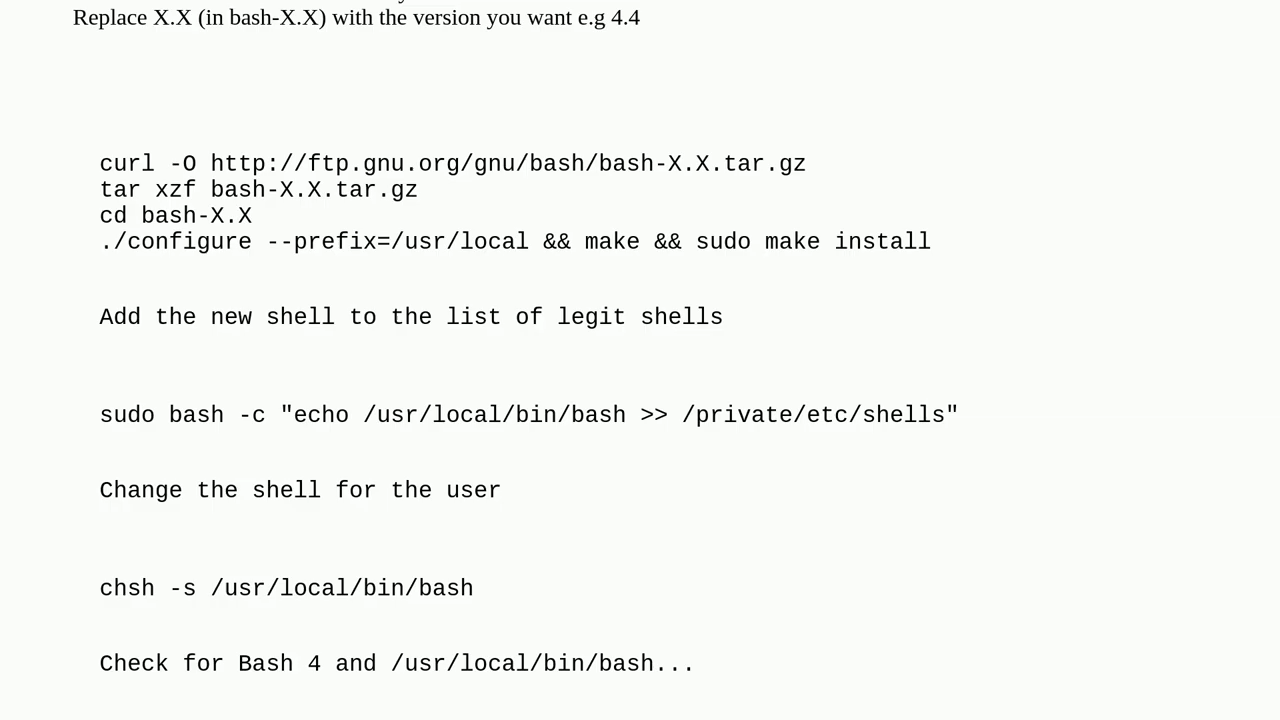 Replace X.X (in bash-X.X) with the version you want e.g 4.4
curl -O http://ftp.gnu.org/gnu/bash/bash-X.X.tar.gz
tar xzf bash-X.X.tar.gz
cd bash-X.X
./configure --prefix=/usr/local && make && sudo make install
Add the new shell to the list of legit shells
sudo bash -c "echo /usr/local/bin/bash >> /private/etc/shells"
Change the shell for the user
chsh -s /usr/local/bin/bash
Check for Bash 4 and /usr/local/bin/bash...